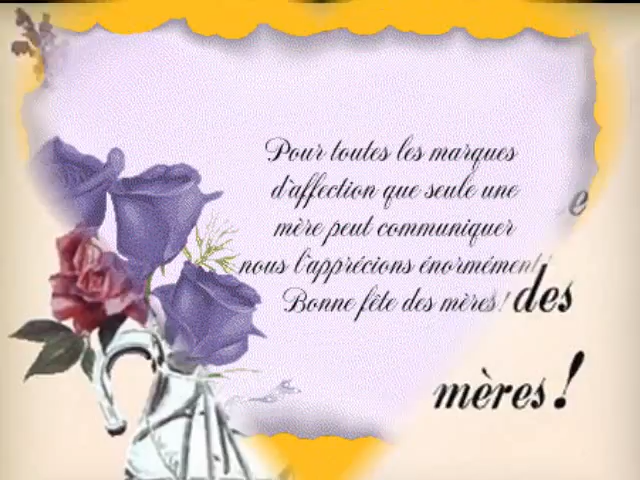 Pour toutes les marques
d'affection que seule une
mère peut communiquer
nous l'apprécions énormément!
Bonne fête des mères!
e
des
mères!